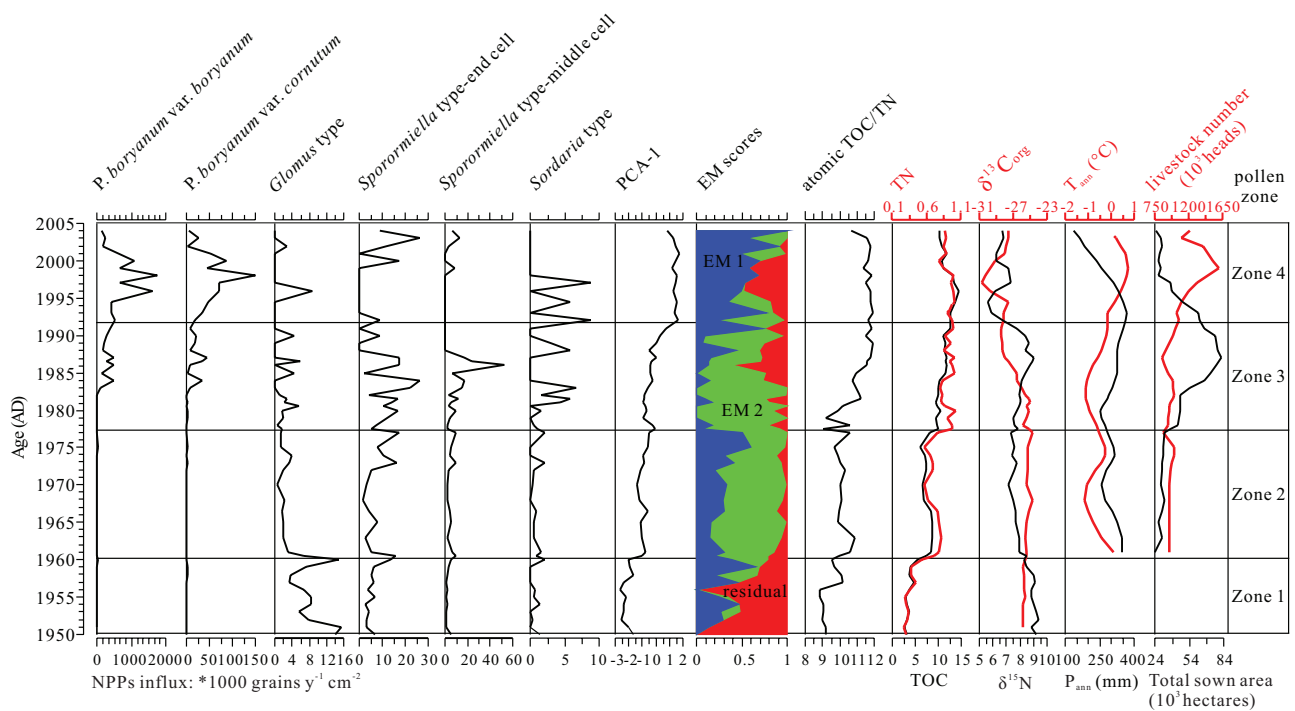 P. boryanum var. boryanum
P. boryanum var. cornutum
Glomus type
Sporormiella type-end cell
Sporormiella type-middle cell
Sordaria type
PCA-1
EM scores
atomic TOC/TN
TN
δ¹³Corg
Tann (°C)
livestock number
(10³ heads)
pollen
zone
0.1 0.6 1.1
-31 -27 -23
-2 -1 0 1
750 1200 1650
Age (AD)
2005
2000
1995
1990
1985
1980
1975
1970
1965
1960
1955
1950
EM 1
EM 2
residual
Zone 4
Zone 3
Zone 2
Zone 1
0 10000 20000
0 50 100 150
0 4 8 12 16
0 10 20 30
0 20 40 60
0 5 10
-3 -2 -1 0 1 2
0 0.5 1
8 9 10 11 12
0 5 10 15
5 6 7 8 9 10
100 250 400
24 54 84
NPPs influx: *1000 grains y⁻¹ cm⁻²
TOC
δ¹⁵N
Pann (mm)
Total sown area
(10³ hectares)